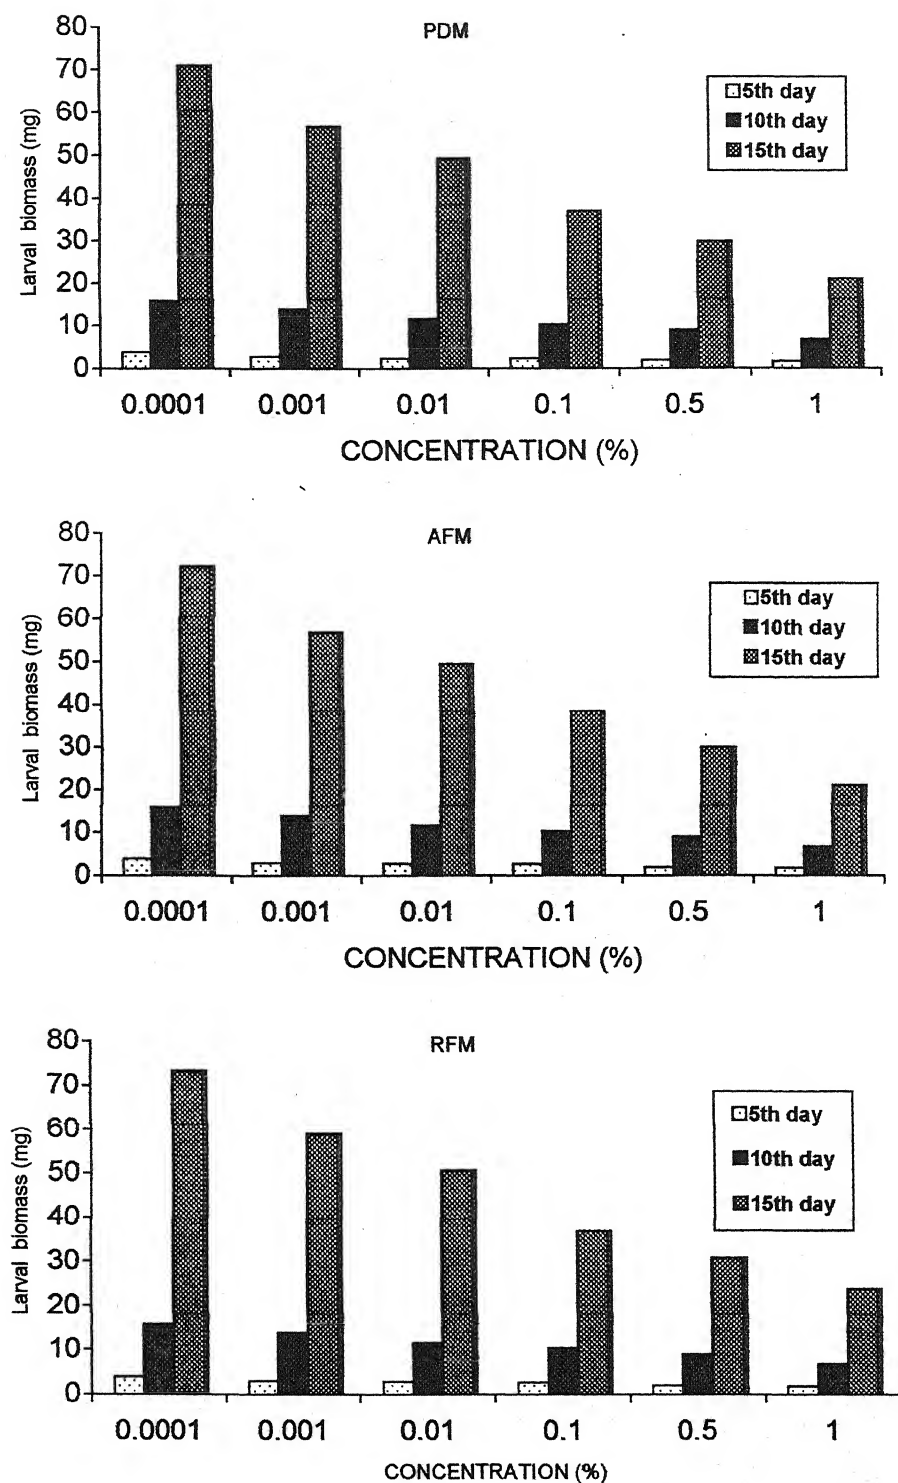 PDM
80
70
60
50
40
30
20
10
0
Larval biomass (mg)
5th day
10th day
15th day
0.0001 0.001 0.01 0.1 0.5 1
CONCENTRATION (%)
AFM
80
70
60
50
40
30
20
10
0
Larval biomass (mg)
5th day
10th day
15th day
0.0001 0.001 0.01 0.1 0.5 1
CONCENTRATION (%)
RFM
80
70
60
50
40
30
20
10
0
Larval biomass (mg)
5th day
10th day
15th day
0.0001 0.001 0.01 0.1 0.5 1
CONCENTRATION (%)